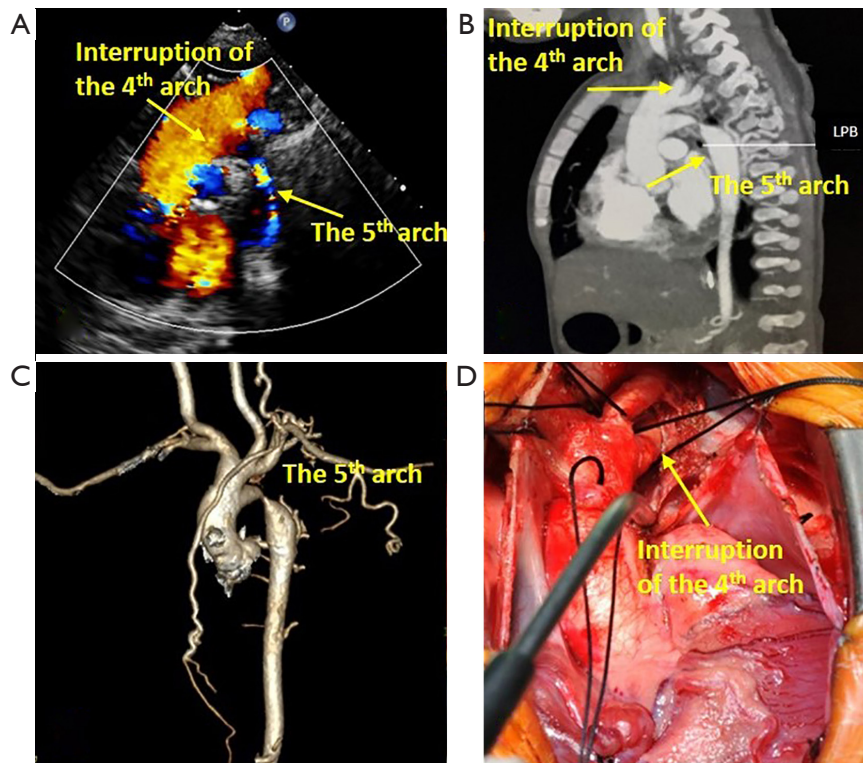 A
P
Interruption of
the 4th arch
The 5th arch
B
Interruption of
the 4th arch
LPB
The 5th arch
C
The 5th arch
D
Interruption
of the 4th arch